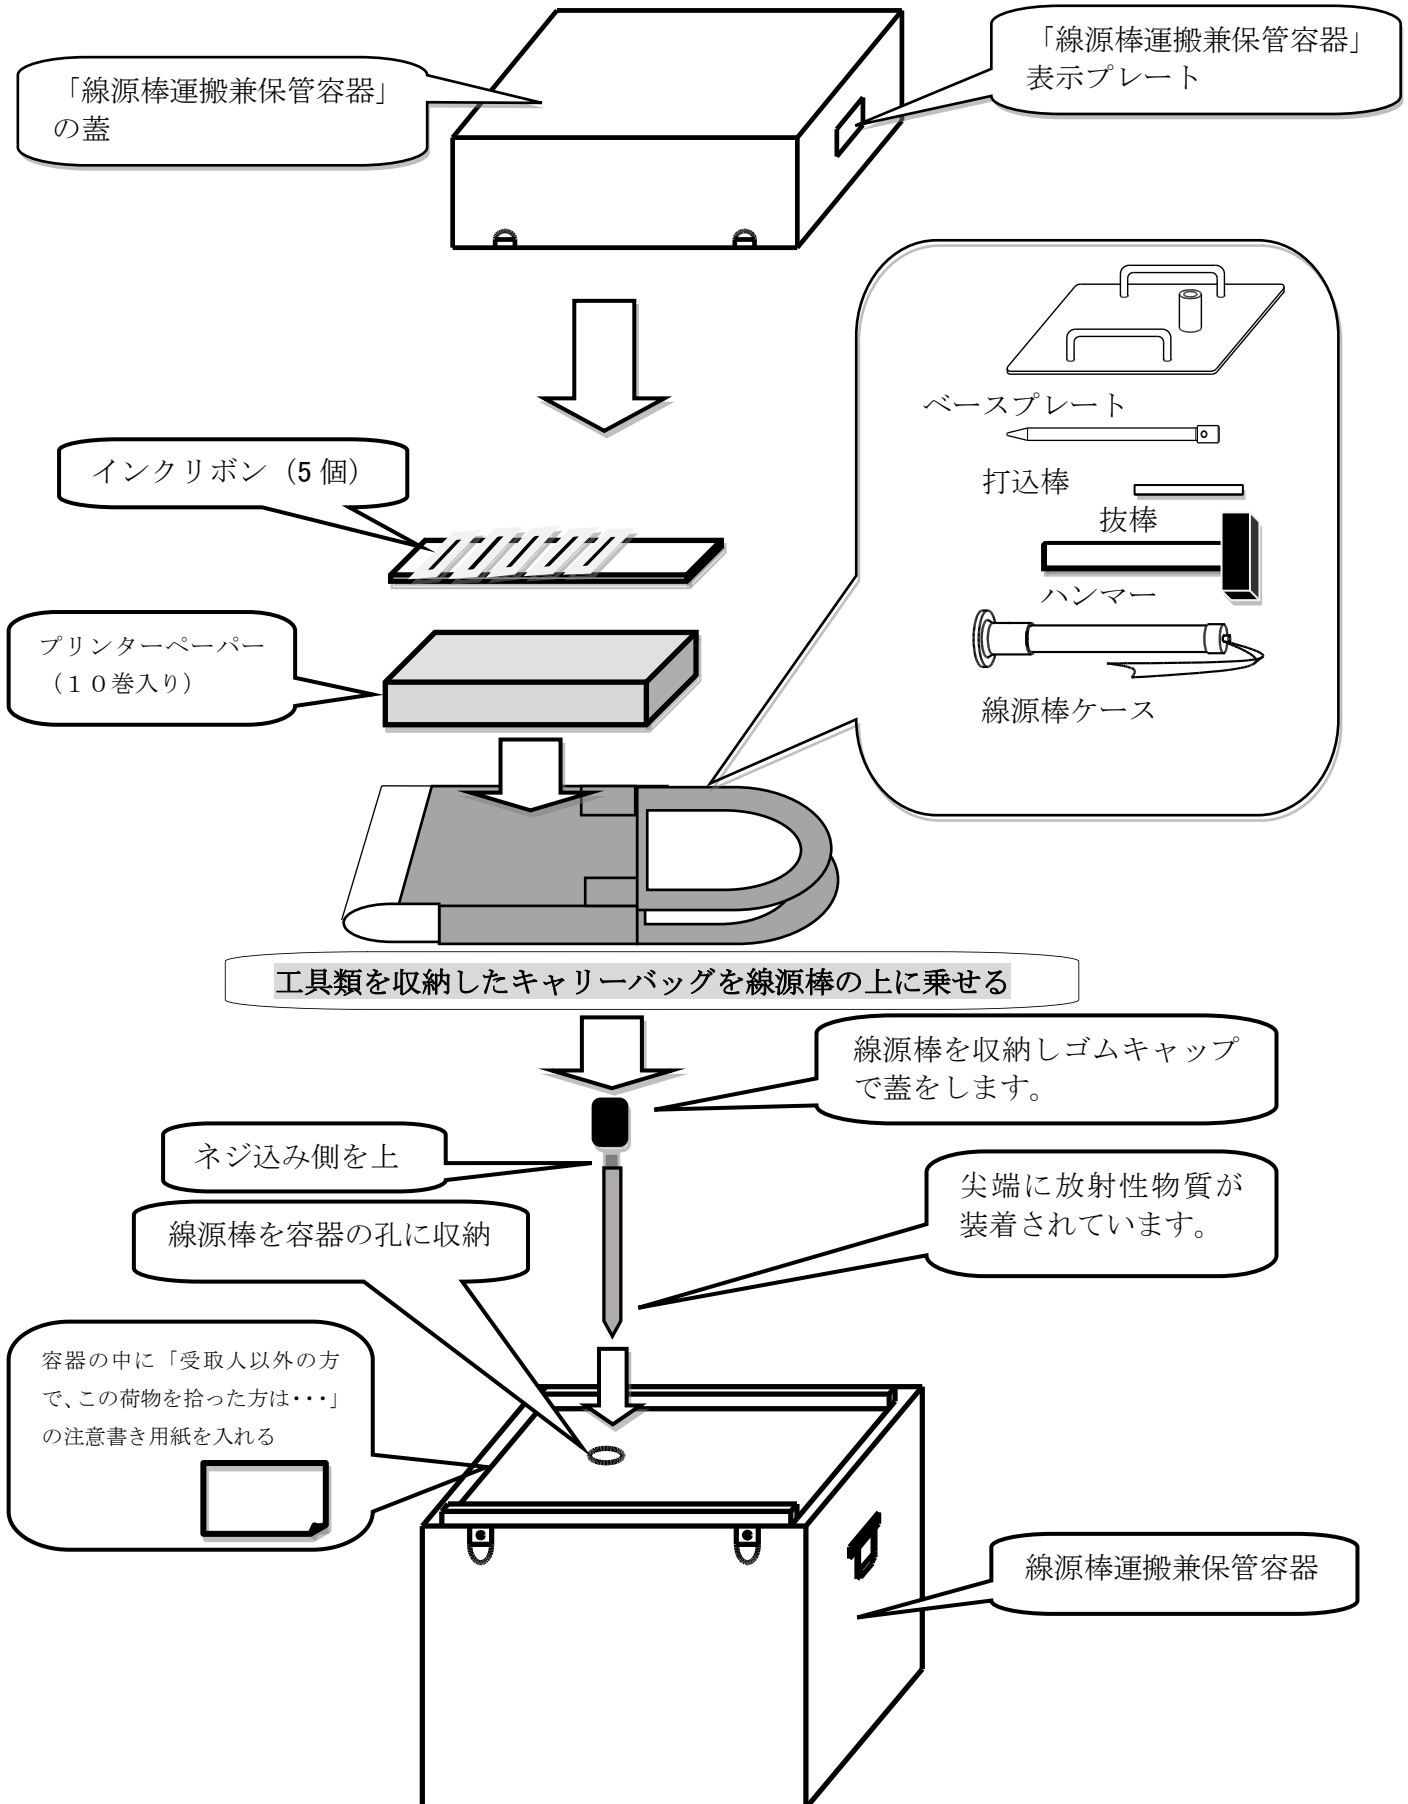 「線源棒運搬兼保管容器」
の蓋
「線源棒運搬兼保管容器」
表示プレート
ベースプレート
打込棒
抜棒
ハンマー
線源棒ケース
インクリボン（5 個）
プリンターペーパー
（１０巻入り）
工具類を収納したキャリーバッグを線源棒の上に乗せる
線源棒を収納しゴムキャップ
で蓋をします。
ネジ込み側を上
尖端に放射性物質が
装着されています。
線源棒を容器の孔に収納
容器の中に「受取人以外の方
で、この荷物を拾った方は・・・」
の注意書き用紙を入れる
線源棒運搬兼保管容器